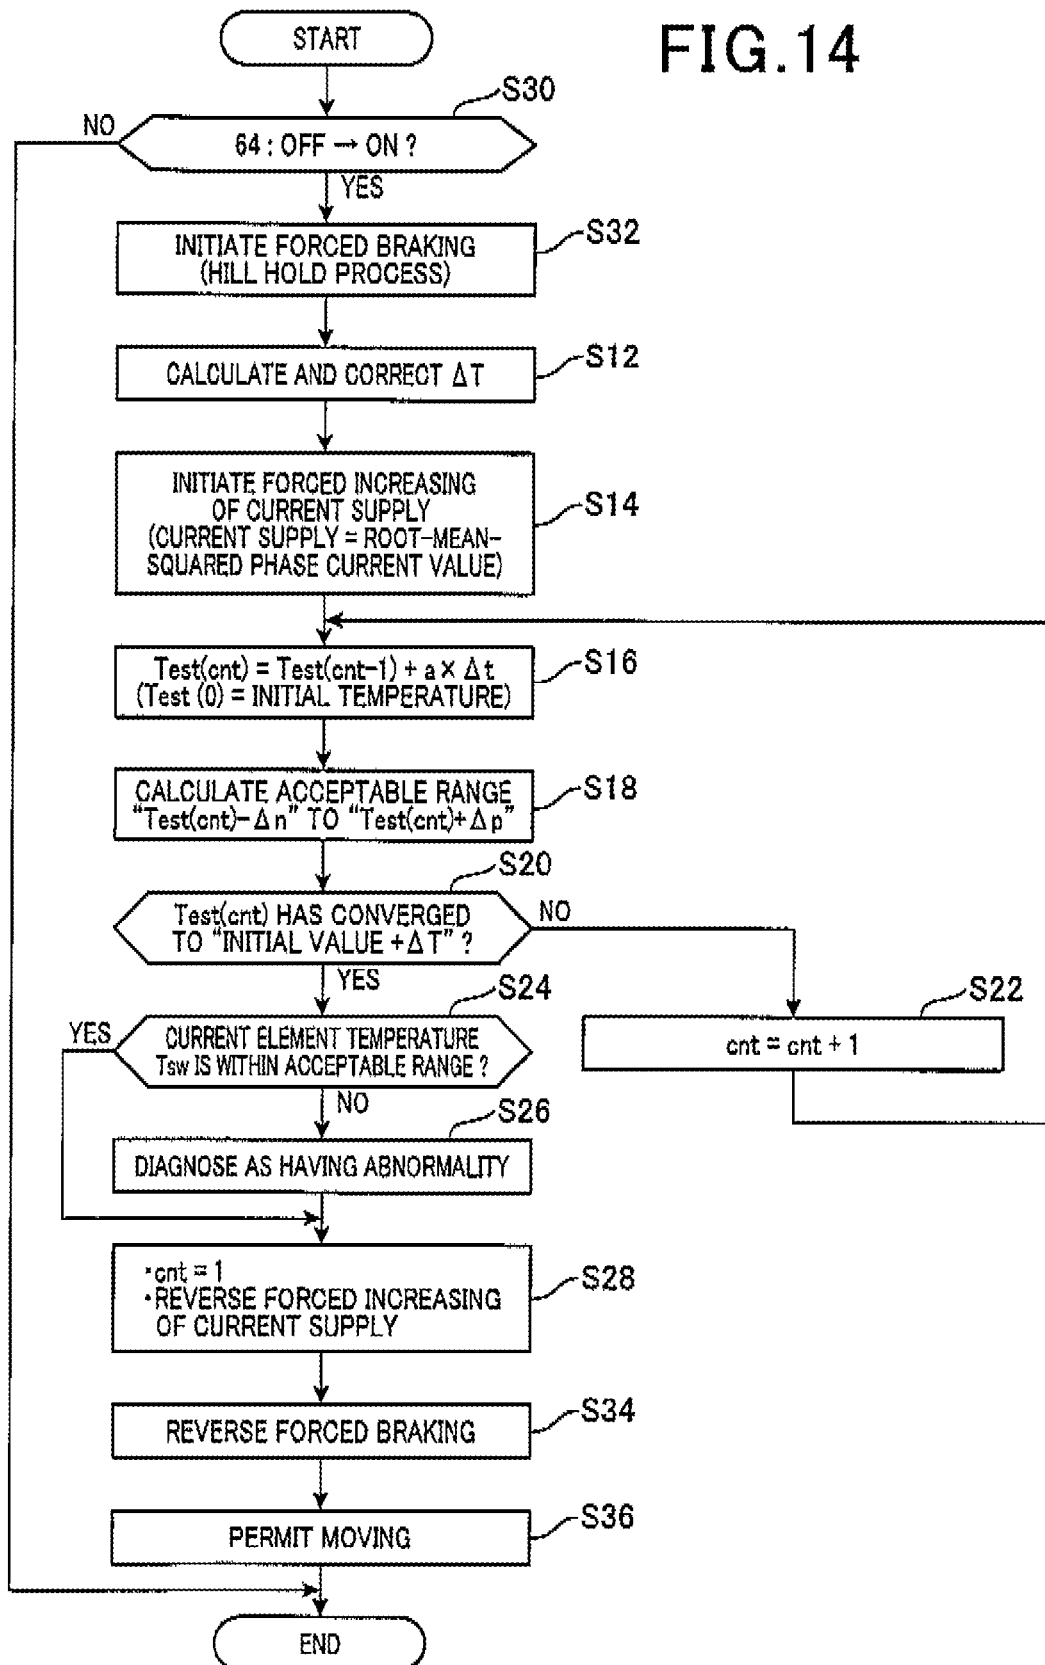 FIG.14
START
S30
NO
64 : OFF → ON ?
YES
S32
INITIATE FORCED BRAKING
(HILL HOLD PROCESS)
S12
CALCULATE AND CORRECT ΔT
S14
INITIATE FORCED INCREASING
OF CURRENT SUPPLY
(CURRENT SUPPLY = ROOT-MEAN-
SQUARED PHASE CURRENT VALUE)
S16
Test(cnt) = Test(cnt-1) + a × Δt
(Test (0) = INITIAL TEMPERATURE)
S18
CALCULATE ACCEPTABLE RANGE
“Test(cnt)-Δn” TO “Test(cnt)+Δp”
S20
Test(cnt) HAS CONVERGED
TO “INITIAL VALUE +ΔT” ?
NO
YES
S22
cnt = cnt + 1
S24
YES
CURRENT ELEMENT TEMPERATURE
Tsw IS WITHIN ACCEPTABLE RANGE ?
NO
S26
DIAGNOSE AS HAVING ABNORMALITY
S28
・cnt = 1
・REVERSE FORCED INCREASING
OF CURRENT SUPPLY
S34
REVERSE FORCED BRAKING
S36
PERMIT MOVING
END